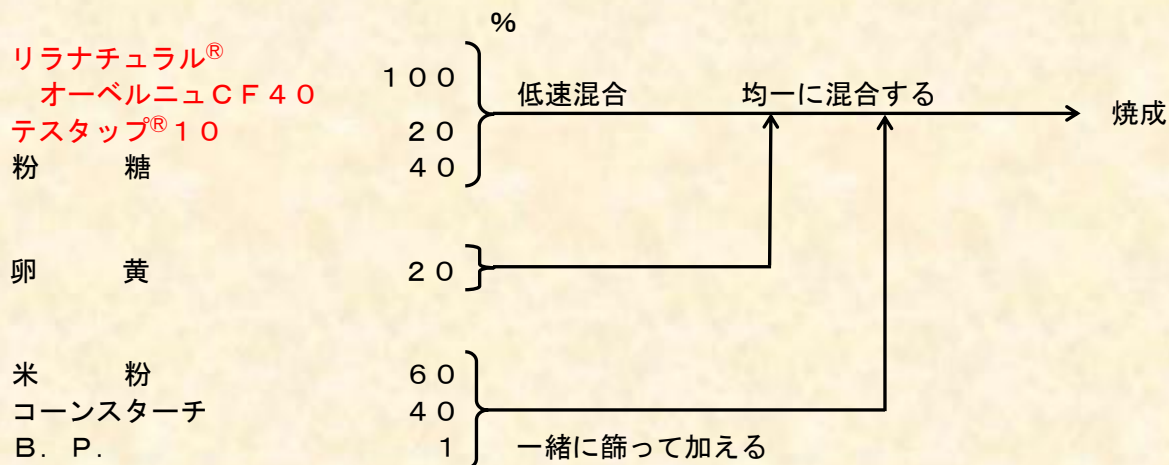 %
リラナチュラル®
オーベルニュCF40 100
テスタップ®10 20
粉 糖 40
低速混合 均一に混合する 焼成
卵 黄 20
米 粉 60
コーンスターチ 40
B. P. 1 一緒に篩って加える